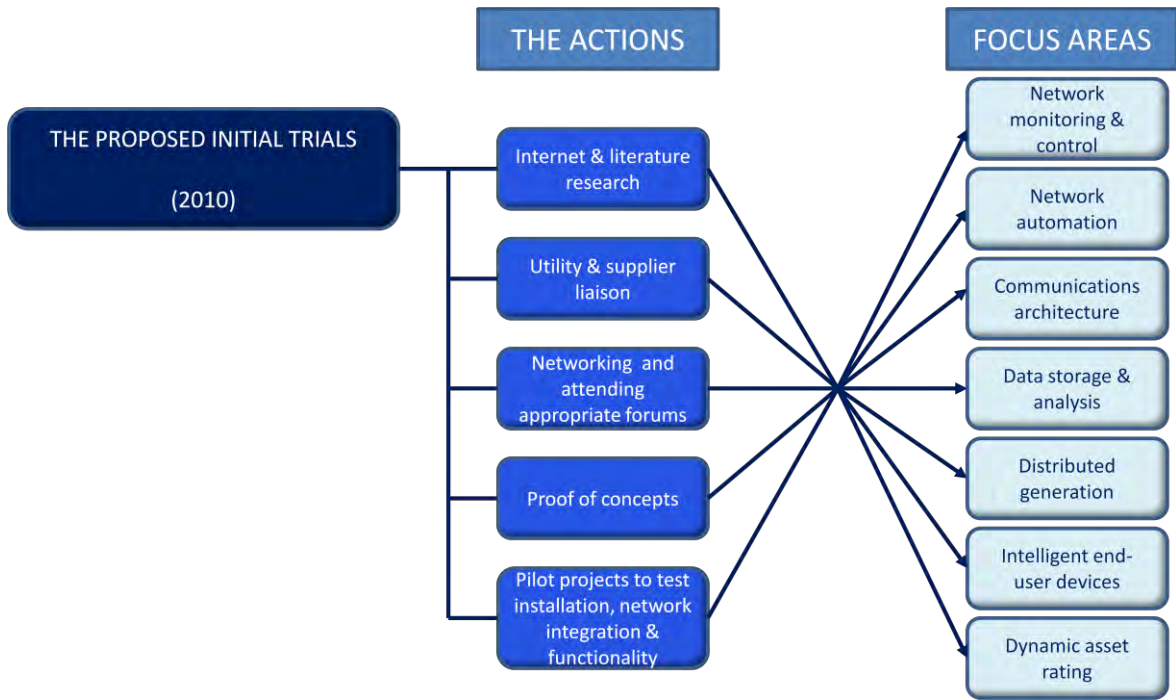 THE ACTIONS
FOCUS AREAS
THE PROPOSED INITIAL TRIALS
(2010)
Internet & literature
research
Utility & supplier
liaison
Networking and
attending
appropriate forums
Proof of concepts
Pilot projects to test
installation, network
integration &
functionality
Network
monitoring &
control
Network
automation
Communications
architecture
Data storage &
analysis
Distributed
generation
Intelligent end-
user devices
Dynamic asset
rating